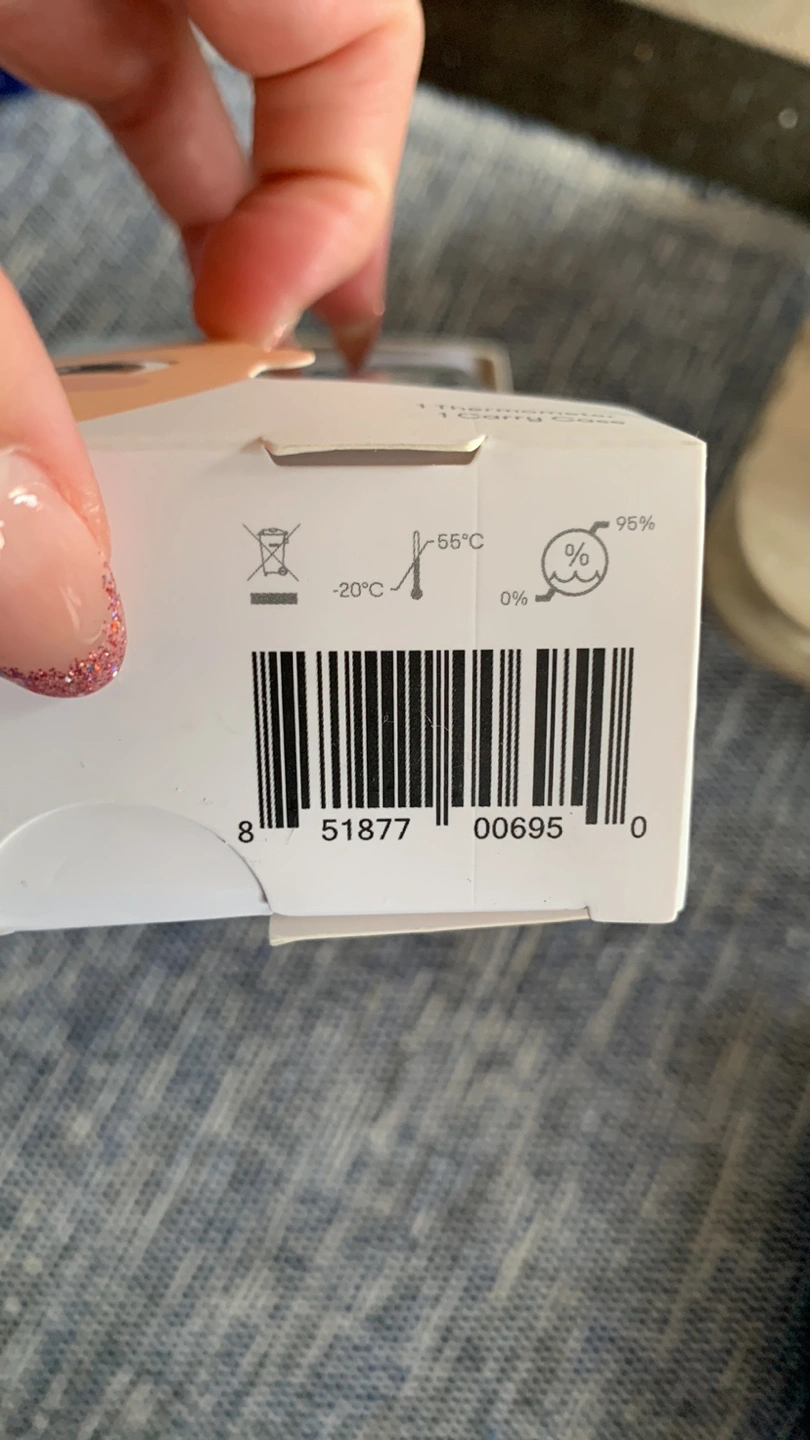 1 Thermometer
1 Carry Case
-20°C 55°C
% 0% 95%
8 51877 00695 0